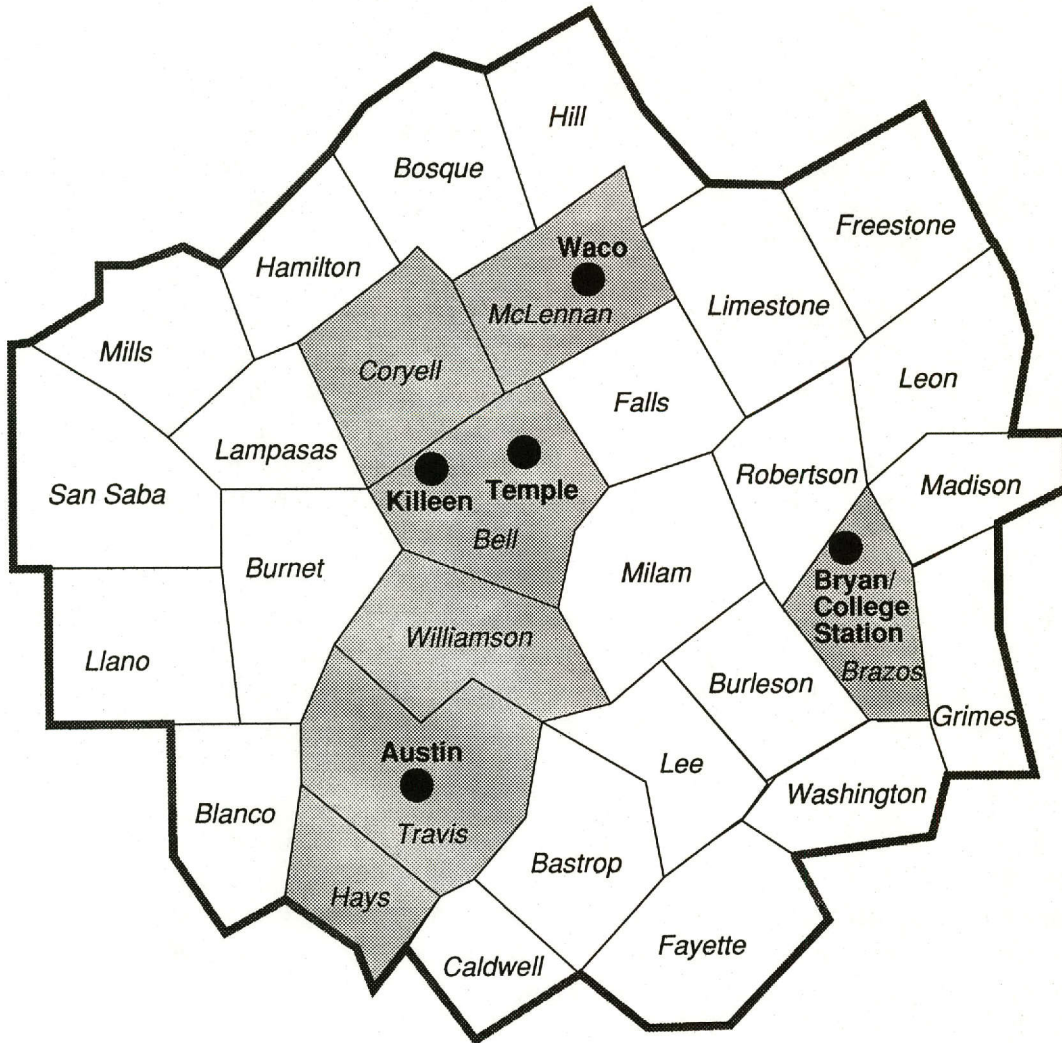 Hill
Bosque
Freestone
Waco
Hamilton
McLennan
Limestone
Mills
Coryell
Leon
Falls
Lampasas
Robertson
San Saba
Killeen
Temple
Madison
Bell
Burnet
Milam
Bryan/
College
Station
Williamson
Llano
Brazos
Burleson
Grimes
Austin
Lee
Washington
Blanco
Travis
Bastrop
Hays
Fayette
Caldwell